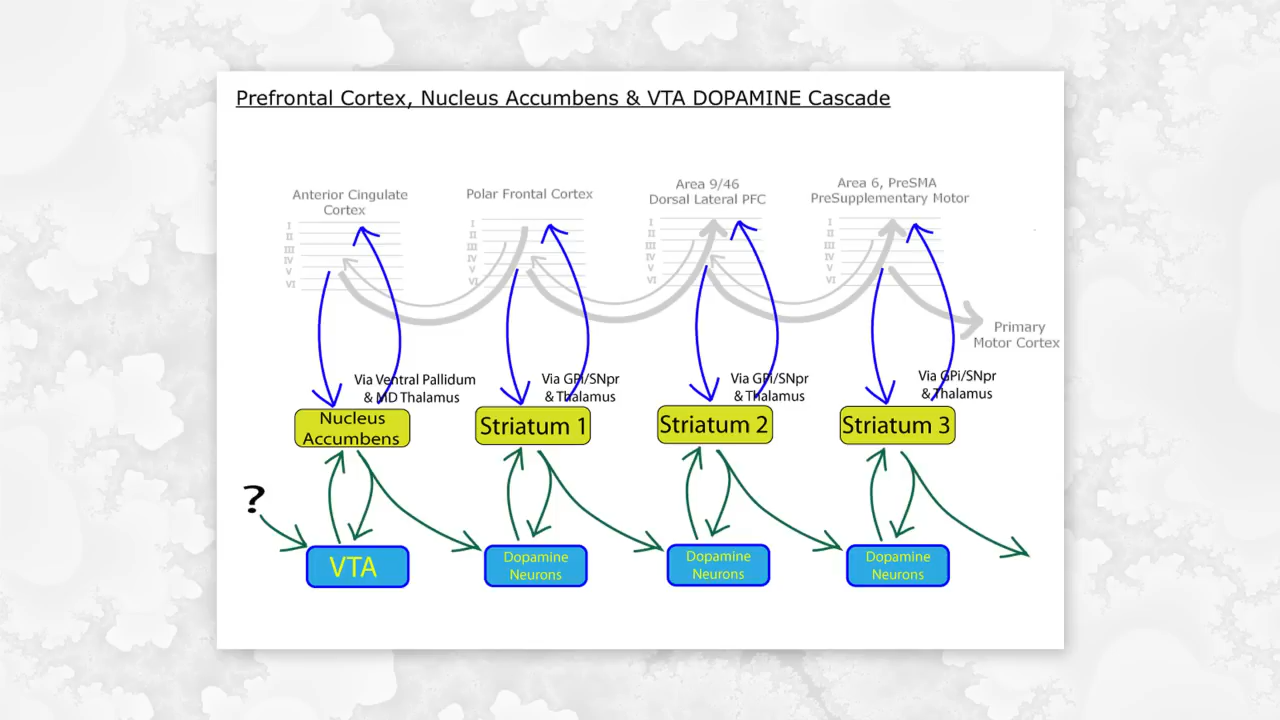 Prefrontal Cortex, Nucleus Accumbens & VTA DOPAMINE Cascade
Anterior Cingulate
Cortex
I
II
III
IV
V
VI
Polar Frontal Cortex
I
II
III
IV
V
VI
Area 9/46
Dorsal Lateral PFC
I
II
III
IV
V
VI
Area 6, PreSMA
PreSupplementary Motor
I
II
III
IV
V
VI
Primary
Motor Cortex
Via Ventral Pallidum
& MD Thalamus
Via GPi/SNpr
& Thalamus
Via GPi/SNpr
& Thalamus
Via GPi/SNpr
& Thalamus
Nucleus
Accumbens
Striatum 1
Striatum 2
Striatum 3
?
VTA
Dopamine
Neurons
Dopamine
Neurons
Dopamine
Neurons